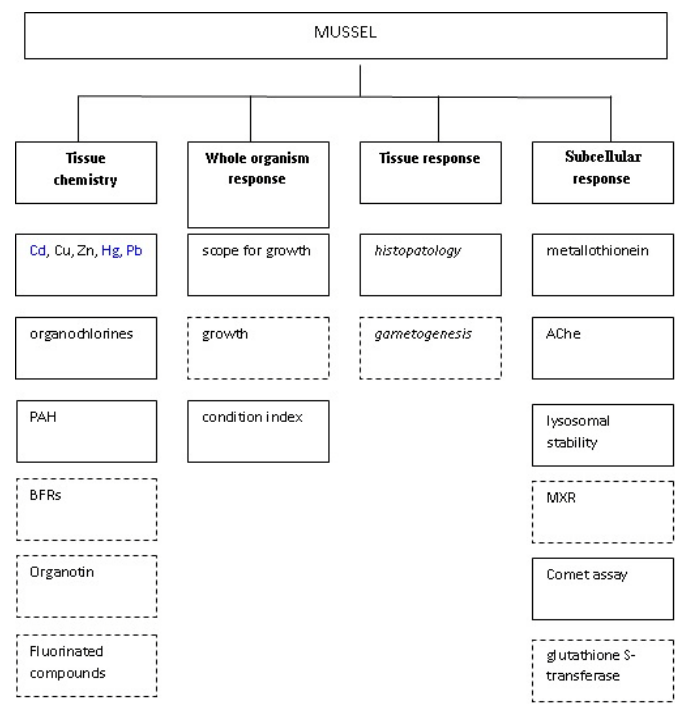 MUSSEL
Tissue
chemistry
Whole organism
response
Tissue response
Subcellular
response
Cd, Cu, Zn, Hg, Pb
scope for growth
histopatology
metallothionein
organochlorines
growth
gametogenesis
AChe
PAH
condition index
lysosomal
stability
BFRs
MXR
Organotin
Comet assay
Fluorinated
compounds
glutathione S-
transferase